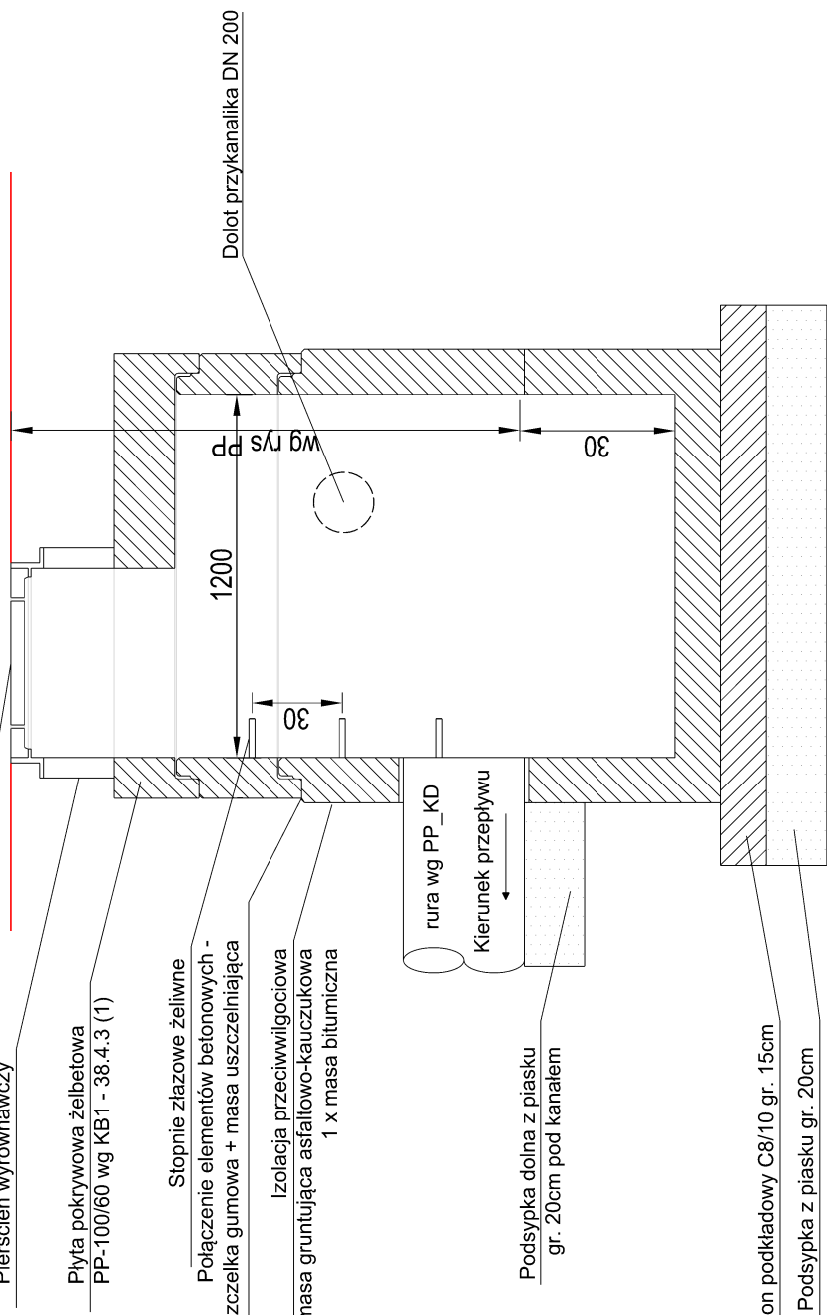 Pierścień wyrównawczy
Płyta pokrywowa żelbetowa
PP-100/60 wg KB1 - 38.4.3 (1)
Stopnie złazowe żeliwne
Połączenie elementów betonowych -
zczelka gumowa + masa uszczelniająca
Izolacja przeciwwilgociowa
masa gruntująca asfaltowo-kauczukowa
1 x masa bitumiczna
Podsypka dolna z piasku
gr. 20cm pod kanałem
on podkładowy C8/10 gr. 15cm
Podsypka z piasku gr. 20cm
rura wg PP_KD
Kierunek przepływu
30
1200
wg rys PP
30
Dolot przykanalika DN 200